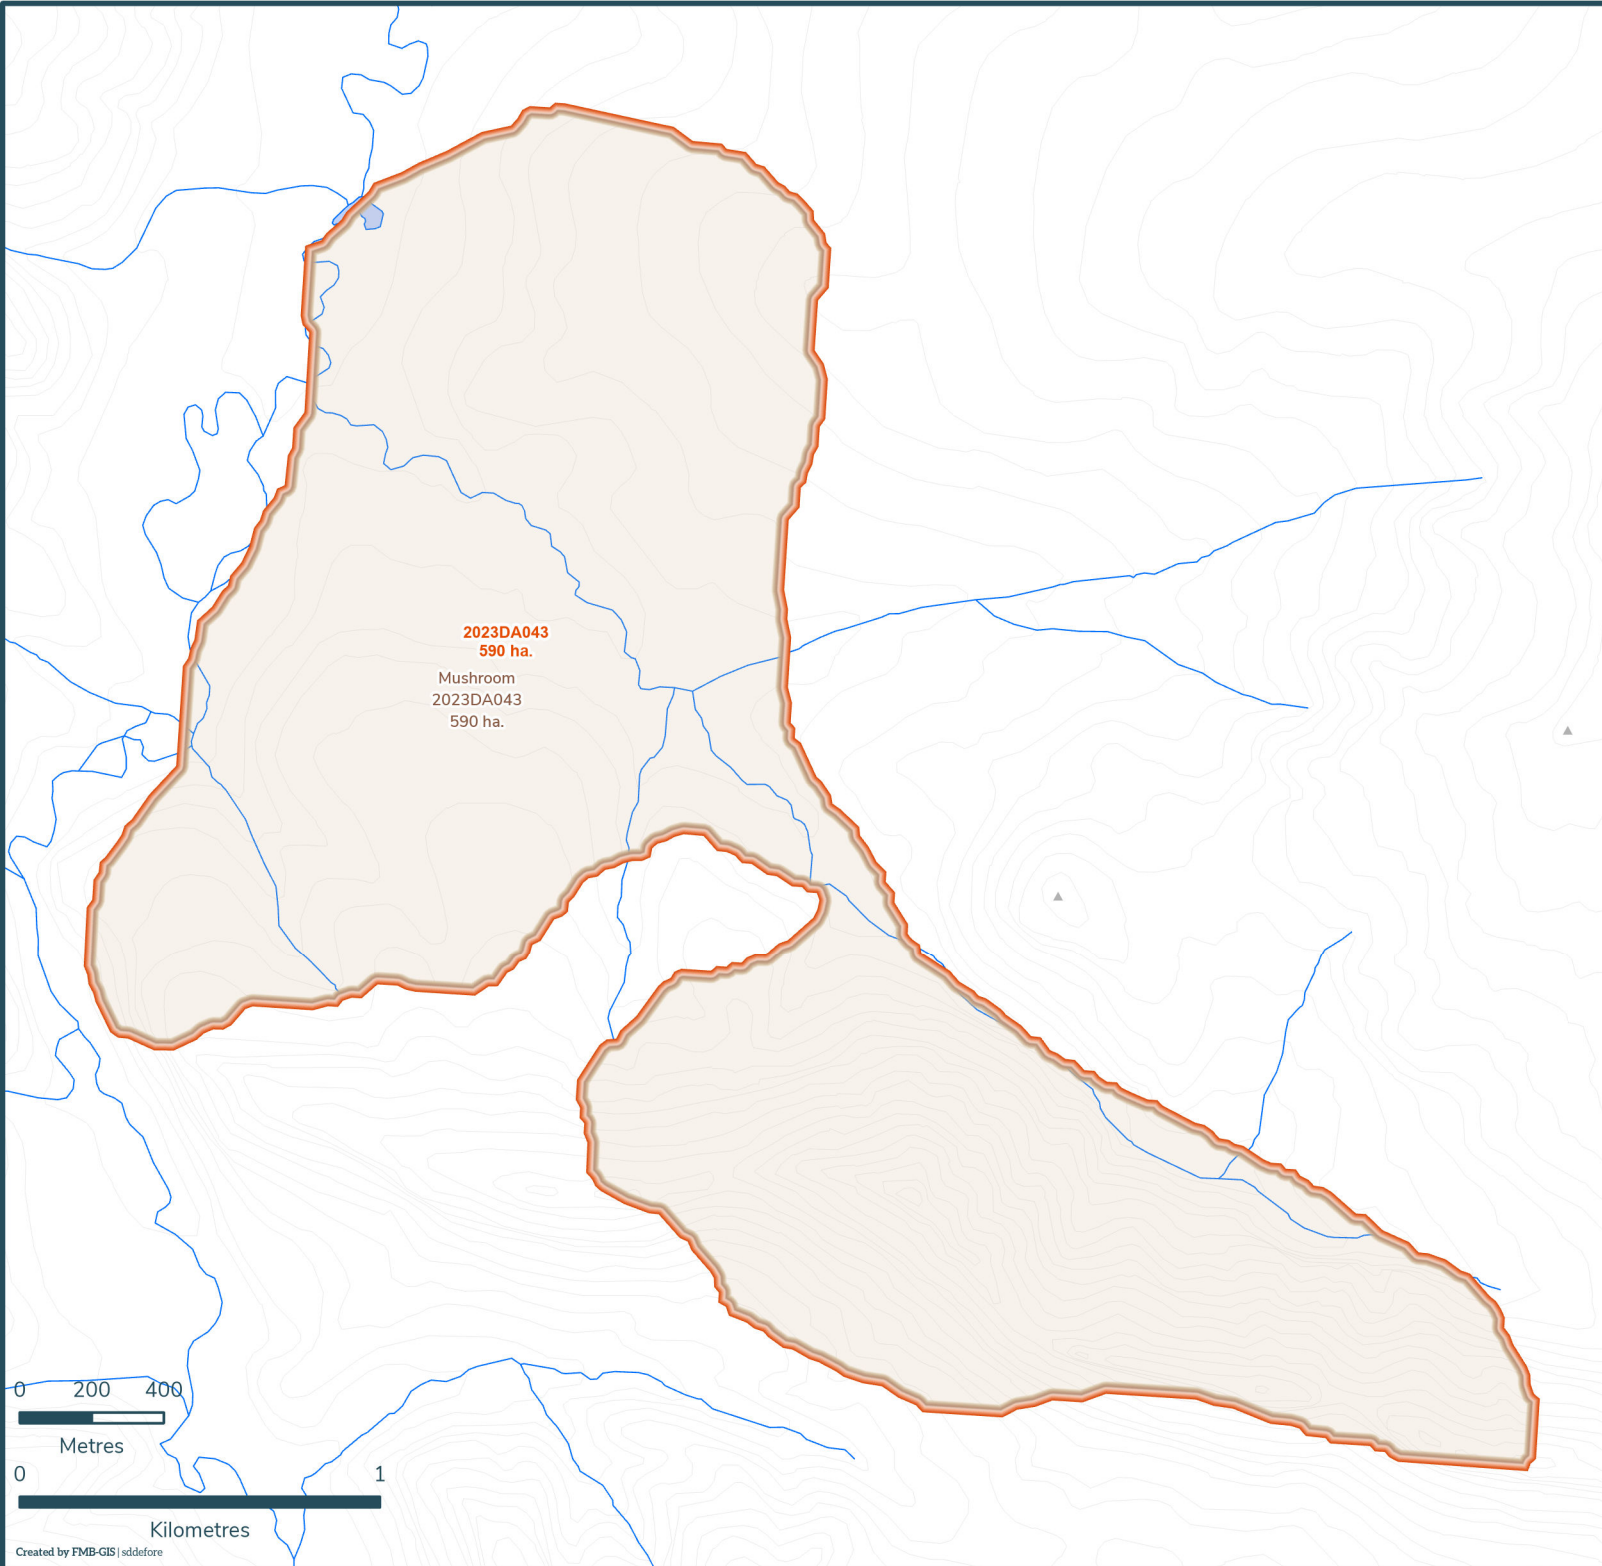 2023DA043
590 ha.
Mushroom
2023DA043
590 ha.
0 200 400
Metres
0 1
Kilometres
Created by FMB-GIS | sddefore